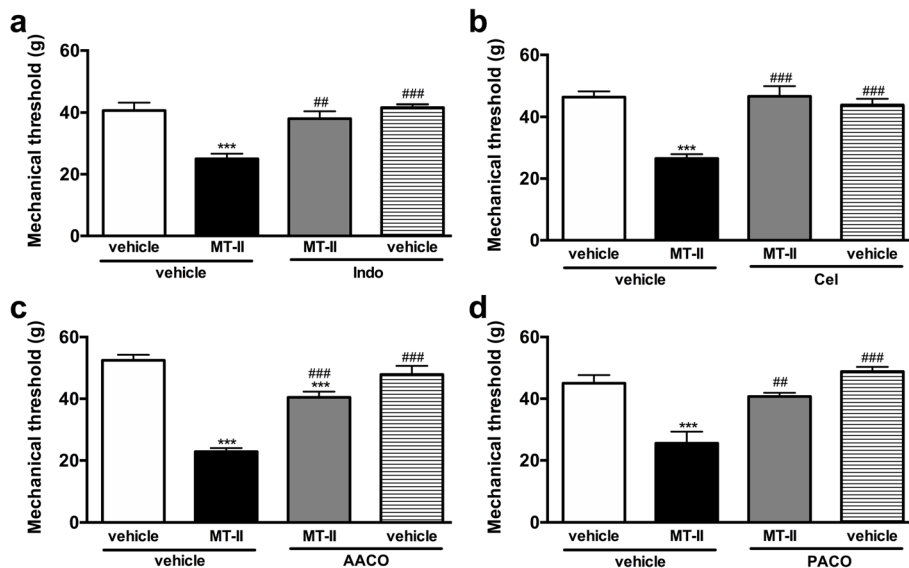 a
Mechanical threshold (g)
60
40
20
0
***
##
###
vehicle MT-II MT-II vehicle
vehicle Indo
b
Mechanical threshold (g)
60
40
20
0
***
###
###
vehicle MT-II MT-II vehicle
vehicle Cel
c
Mechanical threshold (g)
60
40
20
0
***
###
***
###
vehicle MT-II MT-II vehicle
vehicle AACO
d
Mechanical threshold (g)
60
40
20
0
***
##
###
vehicle MT-II MT-II vehicle
vehicle PACO